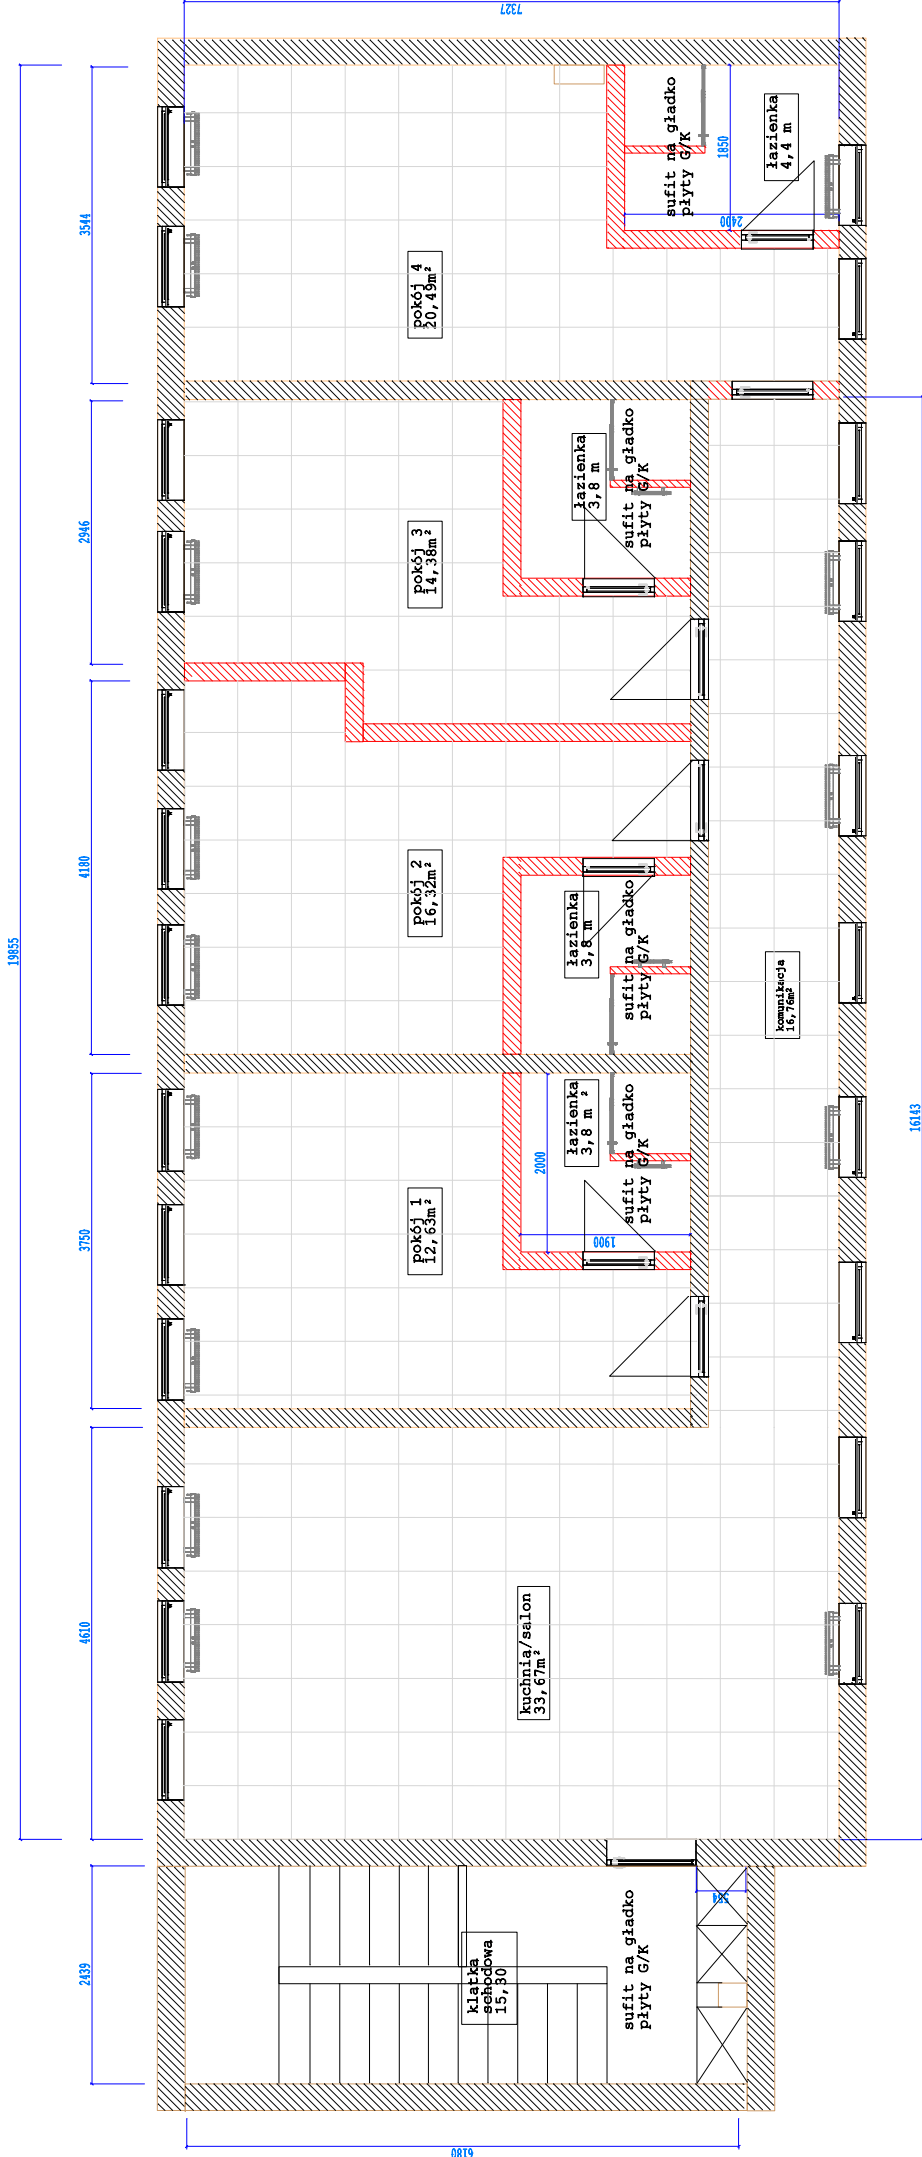 7327
19855
3544
sufit na gładko
płyty G/K
1850
łazienka
4,4 m
2400
pokój 4
20,49m²
2946
pokój 3
14,38m²
łazienka
3,8 m
sufit na gładko
płyty G/K
4180
pokój 2
16,32m²
łazienka
3,8 m
sufit na gładko
płyty G/K
komunikacja
16,76m²
16143
3750
pokój 1
12,63m²
2000
łazienka
3,8 m ²
sufit na gładko
płyty G/K
1900
4610
kuchnia/salon
33,67m²
2439
klatka
schodowa
15,30
sufit na gładko
płyty G/K
6180